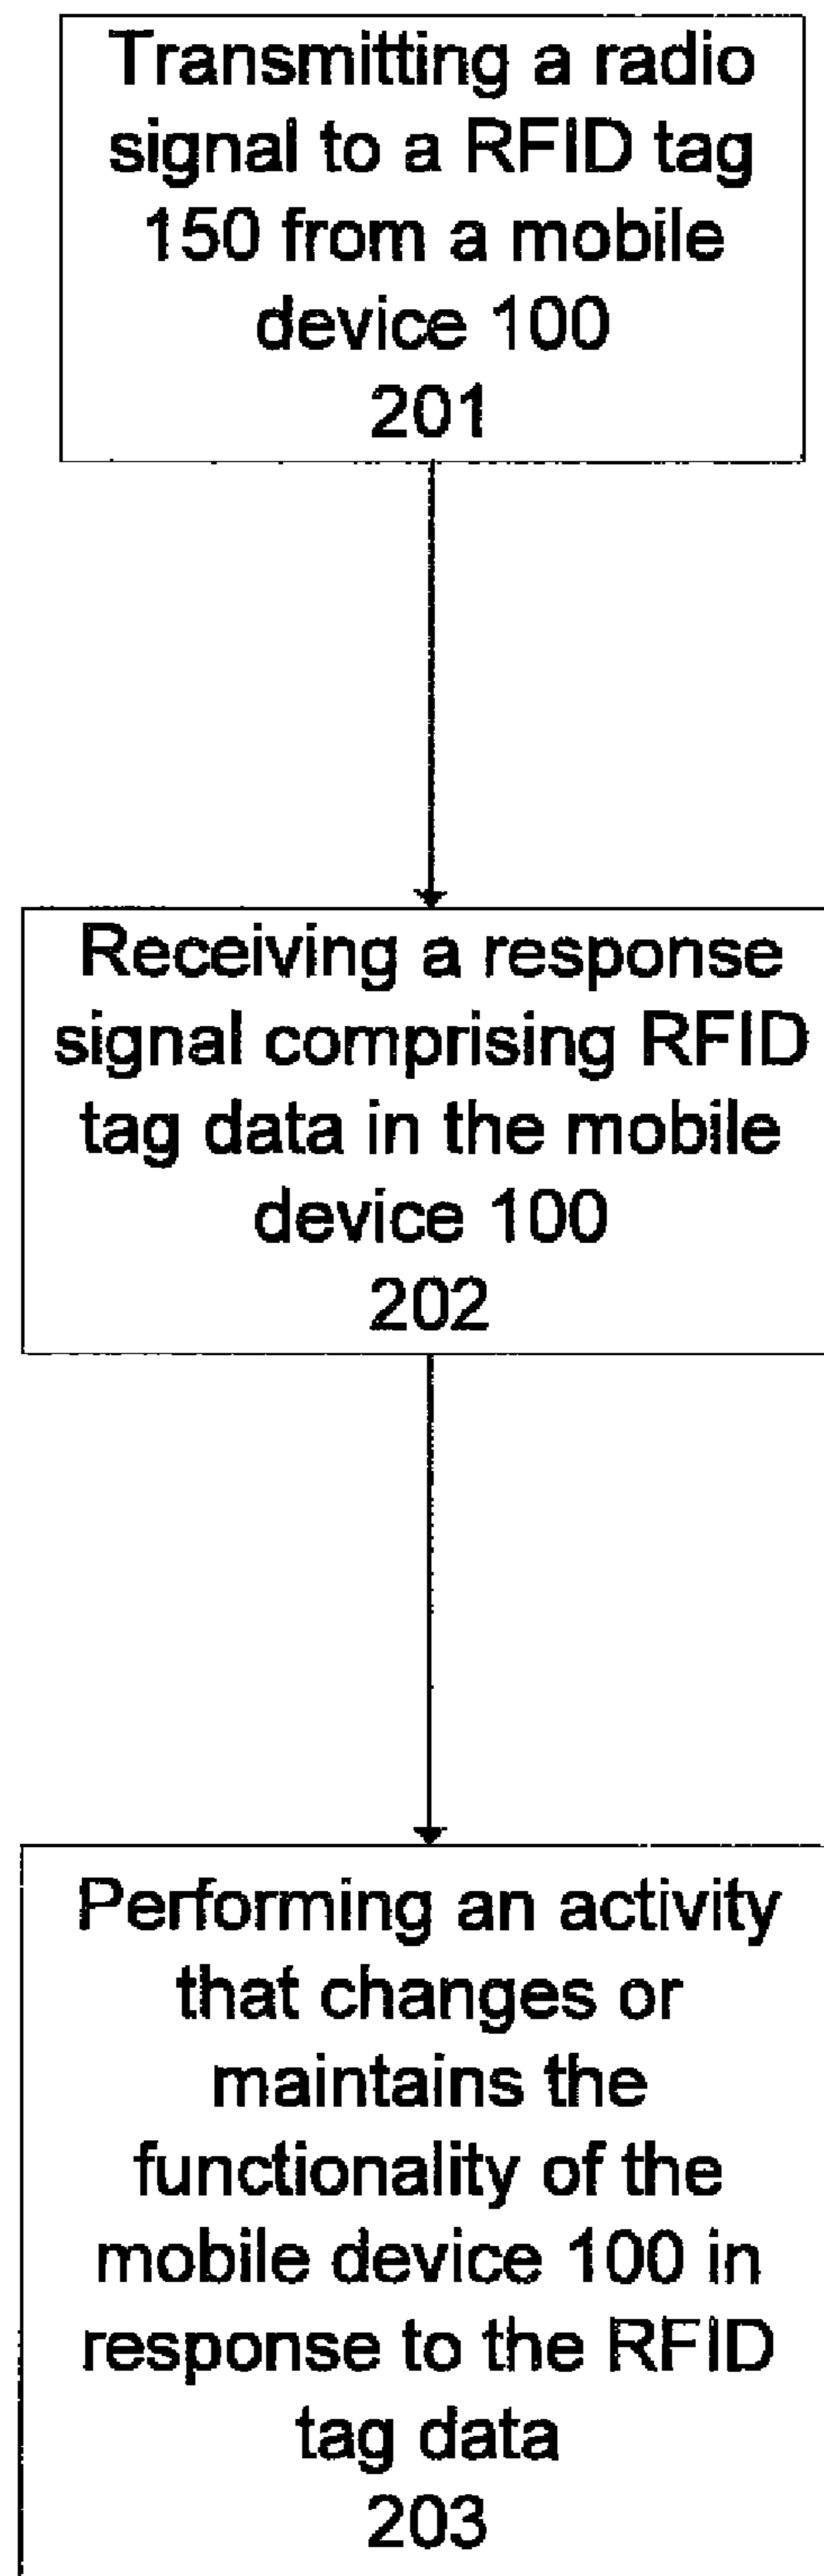 Transmitting a radio
signal to a RFID tag
150 from a mobile
device 100
201
Receiving a response
signal comprising RFID
tag data in the mobile
device 100
202
Performing an activity
that changes or
maintains the
functionality of the
mobile device 100 in
response to the RFID
tag data
203